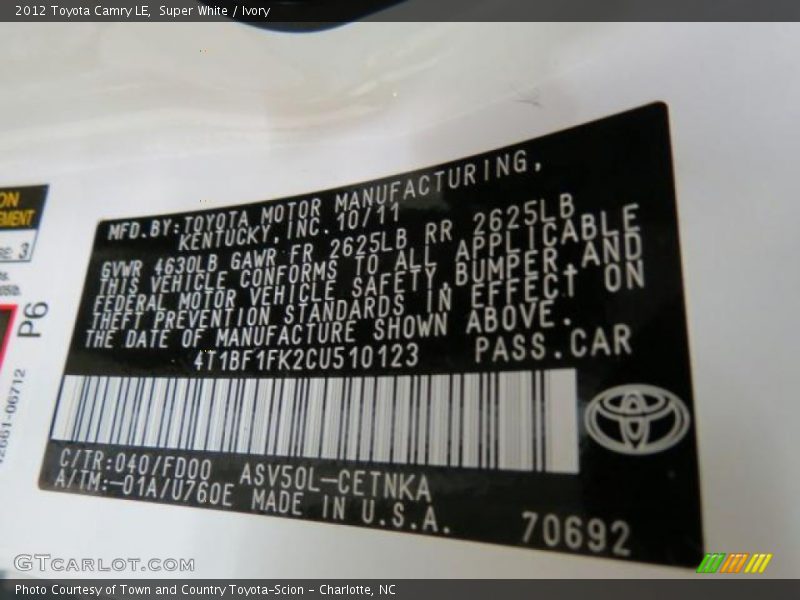 2012 Toyota Camry LE, Super White / Ivory
MFD.BY:TOYOTA MOTOR MANUFACTURING,
KENTUCKY,INC.10/11
GVWR 4630LB GAWR FR 2625LB RR 2625LB
THIS VEHICLE CONFORMS TO ALL APPLICABLE
FEDERAL MOTOR VEHICLE SAFETY,BUMPER,AND
THEFT PREVENTION STANDARDS IN EFFECT ON
THE DATE OF MANUFACTURE SHOWN ABOVE.
4T1BF1FK2CU510123 PASS.CAR
C/TR:040/FD00 ASV50L-CETNKA
A/TM:-01A/U760E MADE IN U.S.A.
70692
ON
3
P6
GTcarlot.com
Photo Courtesy of Town and Country Toyota-Scion - Charlotte, NC